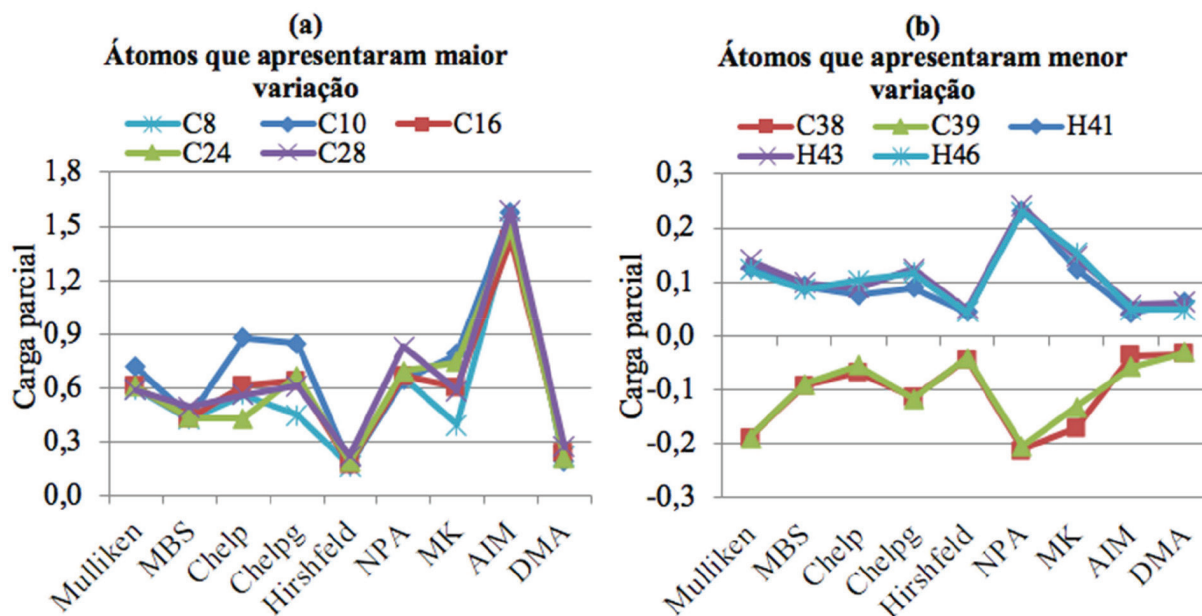 (a)
Átomos que apresentaram maior
variação
C8 C10 C16
C24 C28
Carga parcial
1,8
1,5
1,2
0,9
0,6
0,3
0,0
Mulliken
MBS
Chelp
Chelpg
Hirshfeld
NPA
MK
AIM
DMA
(b)
Átomos que apresentaram menor
variação
C38 C39 H41
H43 H46
Carga parcial
0,3
0,2
0,1
0,0
-0,1
-0,2
-0,3
Mulliken
MBS
Chelp
Chelpg
Hirshfeld
NPA
MK
AIM
DMA